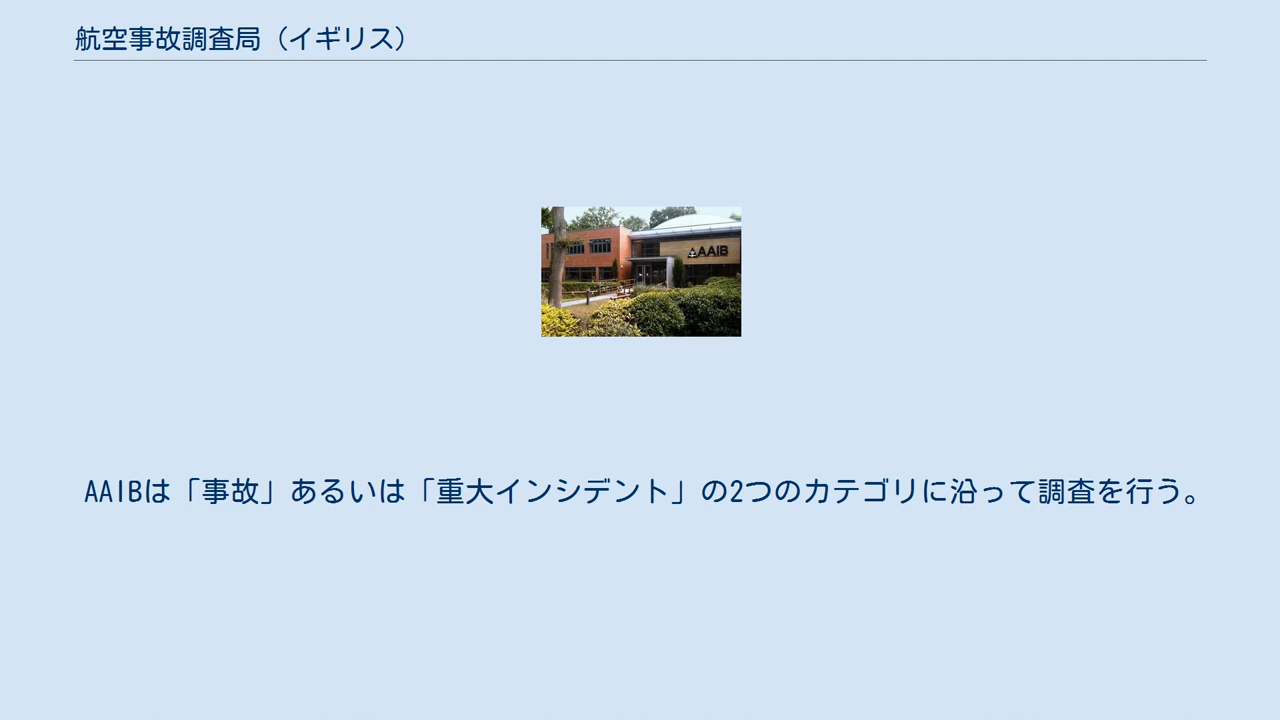 航空事故調査局（イギリス）
AAIB
AAIBは「事故」あるいは「重大インシデント」の2つのカテゴリに沿って調査を行う。